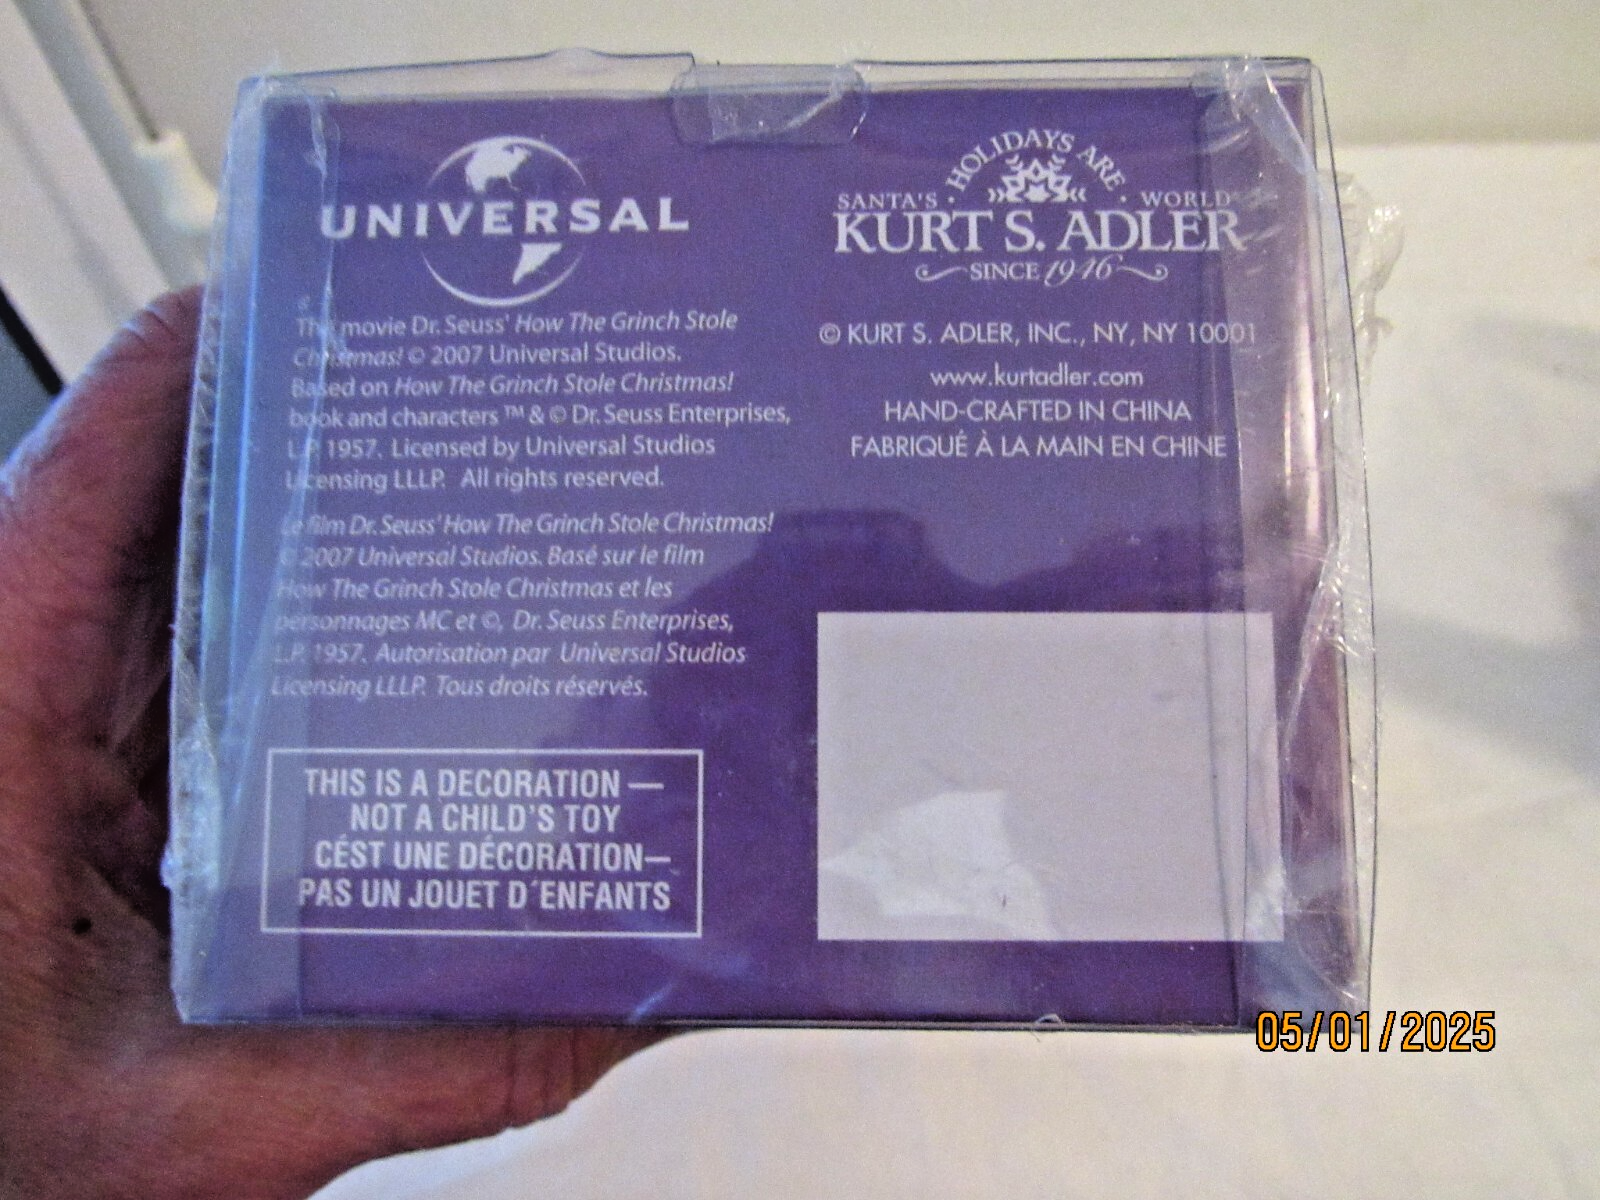 UNIVERSAL
The movie Dr. Seuss' How The Grinch Stole
Christmas! © 2007 Universal Studios.
Based on How The Grinch Stole Christmas!
book and characters ™ & © Dr. Seuss Enterprises,
L.P. 1957. Licensed by Universal Studios
Licensing LLLP. All rights reserved.
Le film Dr. Seuss' How The Grinch Stole Christmas!
© 2007 Universal Studios. Basé sur le film
How The Grinch Stole Christmas et les
personnages MC et ©, Dr. Seuss Enterprises,
L.P. 1957. Autorisation par Universal Studios
Licensing LLLP. Tous droits réservés.
THIS IS A DECORATION —
NOT A CHILD'S TOY
CÉST UNE DÉCORATION—
PAS UN JOUET D´ENFANTS
SANTA'S · HOLIDAYS ARE · WORLD
KURT S. ADLER
SINCE 1946
© KURT S. ADLER, INC., NY, NY 10001
www.kurtadler.com
HAND-CRAFTED IN CHINA
FABRIQUÉ À LA MAIN EN CHINE
05/01/2025